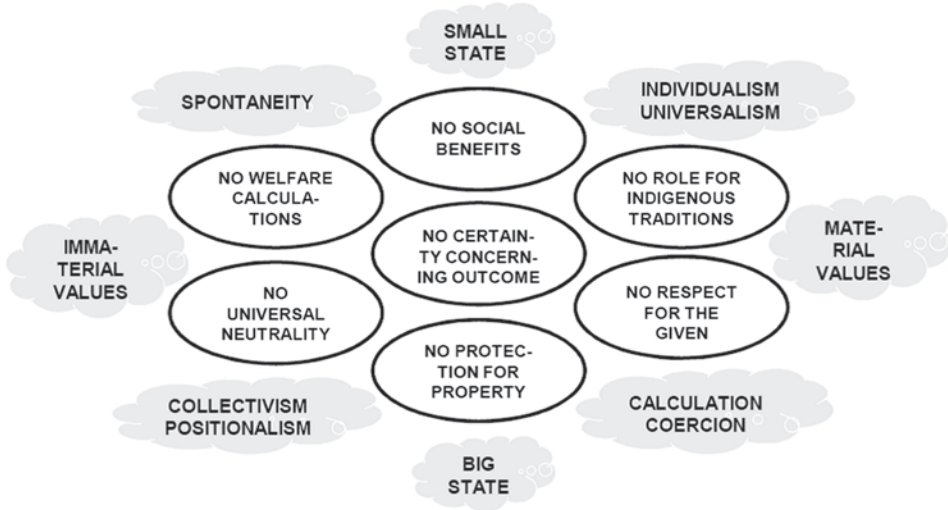 SMALL
STATE
SPONTANEITY
INDIVIDUALISM
UNIVERSALISM
NO SOCIAL
BENEFITS
NO WELFARE
CALCULA-
TIONS
NO ROLE FOR
INDIGENOUS
TRADITIONS
IMMA-
TERIAL
VALUES
NO CERTAIN-
TY CONCERN-
ING OUTCOME
MATE-
RIAL
VALUES
NO
UNIVERSAL
NEUTRALITY
NO RESPECT
FOR THE
GIVEN
NO PROTEC-
TION FOR
PROPERTY
COLLECTIVISM
POSITIONALISM
CALCULATION
COERCION
BIG
STATE